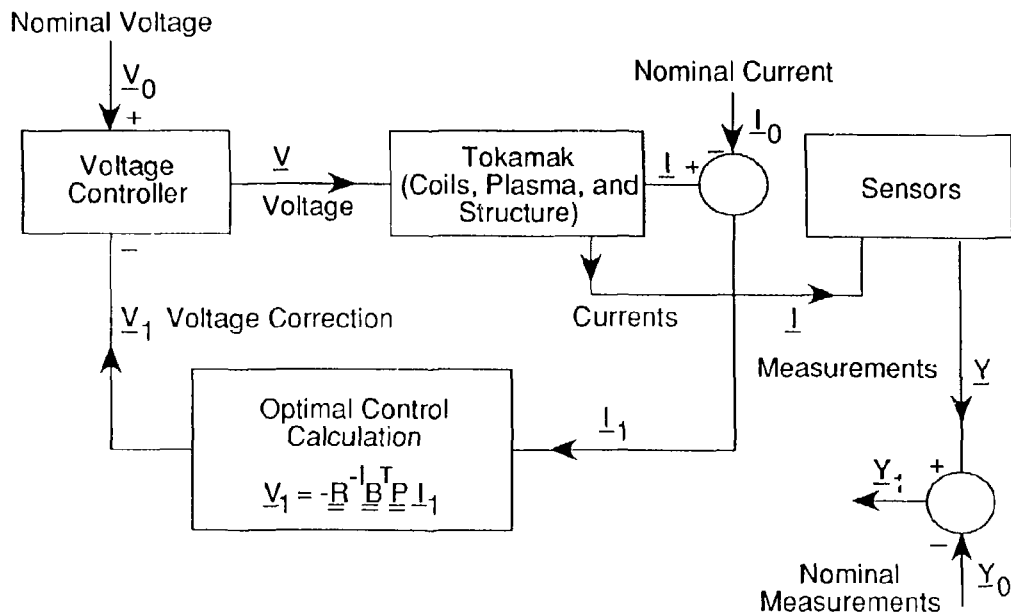 Nominal Voltage
V0
+
Voltage
Controller
−
V
Voltage
Tokamak
(Coils, Plasma, and
Structure)
I
+
Nominal Current
I0
−
Sensors
Currents
I
Measurements
Y
V1 Voltage Correction
Optimal Control
Calculation
V1 = -R^-I B^T P I1
I1
+
Y1
−
Nominal
Measurements
Y0